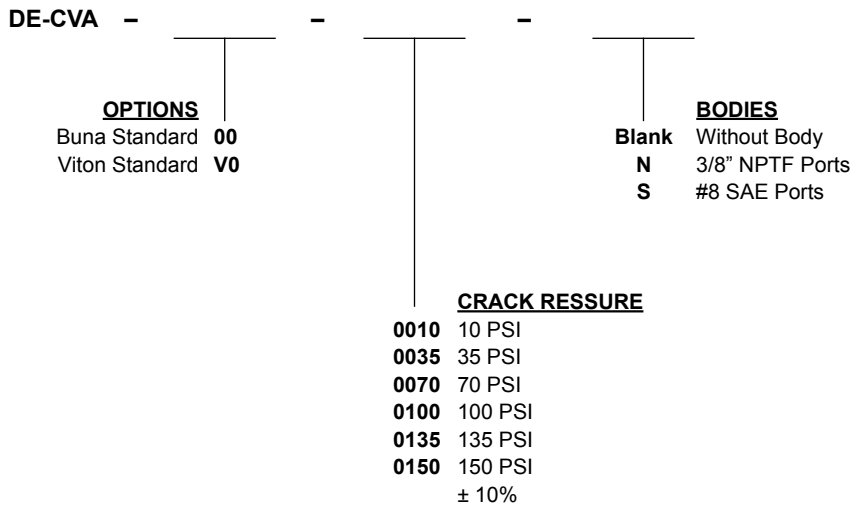 DE-CVA – – –
OPTIONS
Buna Standard 00
Viton Standard V0
BODIES
Blank Without Body
N 3/8” NPTF Ports
S #8 SAE Ports
CRACK RESSURE
0010 10 PSI
0035 35 PSI
0070 70 PSI
0100 100 PSI
0135 135 PSI
0150 150 PSI
± 10%